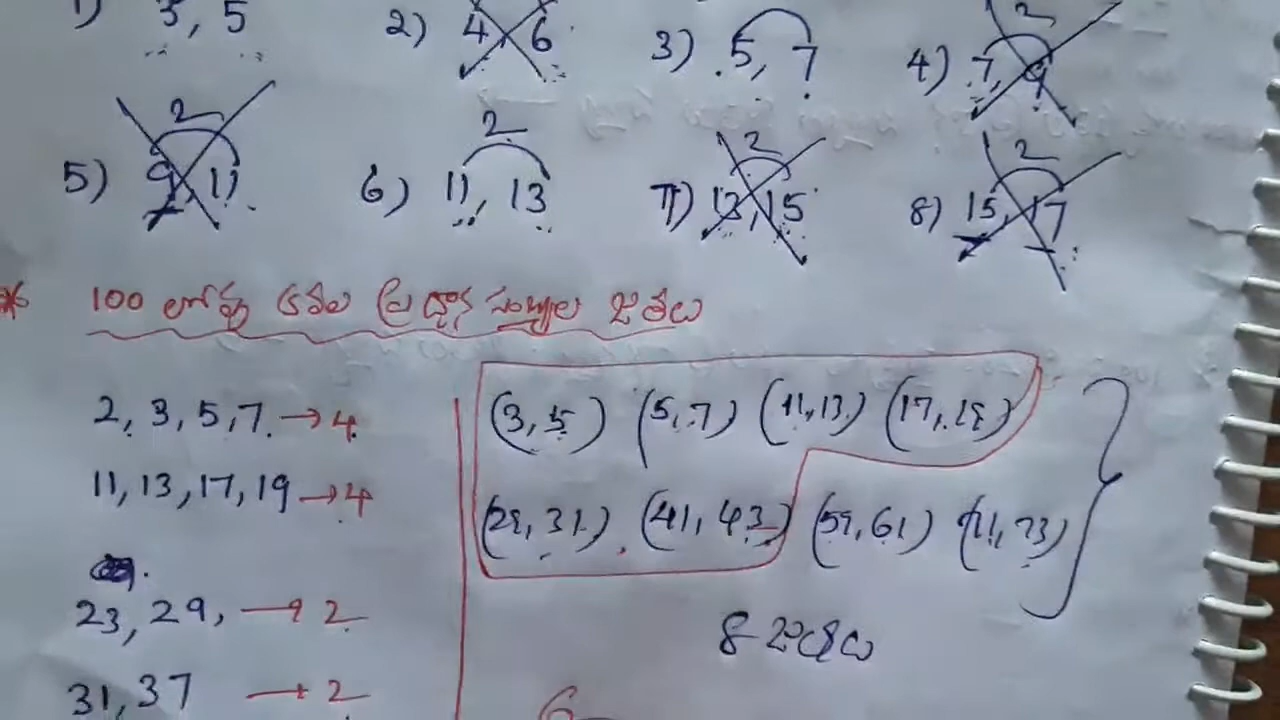 1) 3, 5 2) 4, 6 3) 5, 7 4) 7, 9 2
5) 9, 11 2 6) 11, 13 2 7) 13, 15 2 8) 15, 17 2
* 100 లోపు కవల ప్రధాన సంఖ్యల జతలు
2, 3, 5, 7 → 4
11, 13, 17, 19 → 4
23, 29, → 2
31, 37 → 2
(3, 5) (5, 7) (11, 13) (17, 19)
(29, 31), (41, 43) (59, 61) (71, 73)
8 జతలు